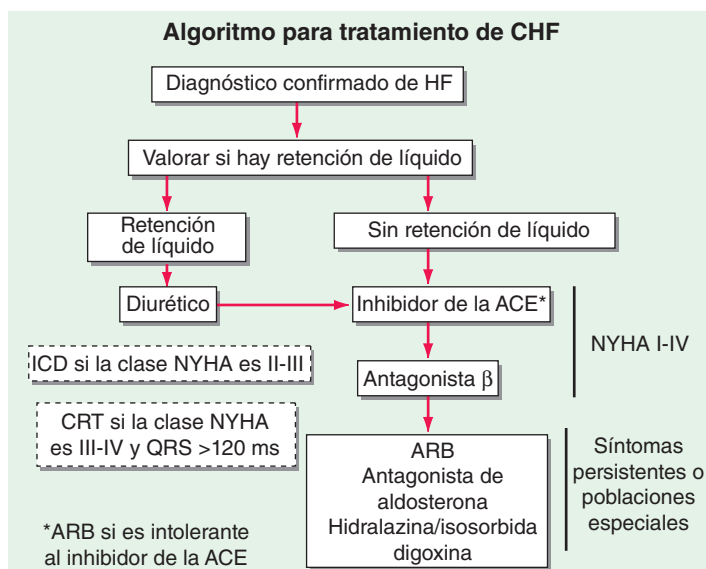 Algoritmo para tratamiento de CHF
Diagnóstico confirmado de HF
Valorar si hay retención de líquido
Retención
de líquido
Sin retención de líquido
Diurético
Inhibidor de la ACE*
NYHA I-IV
ICD si la clase NYHA es II-III
Antagonista β
CRT si la clase NYHA
es III-IV y QRS >120 ms
ARB
Antagonista de
aldosterona
Hidralazina/isosorbida
digoxina
Síntomas
persistentes o
poblaciones
especiales
*ARB si es intolerante
al inhibidor de la ACE